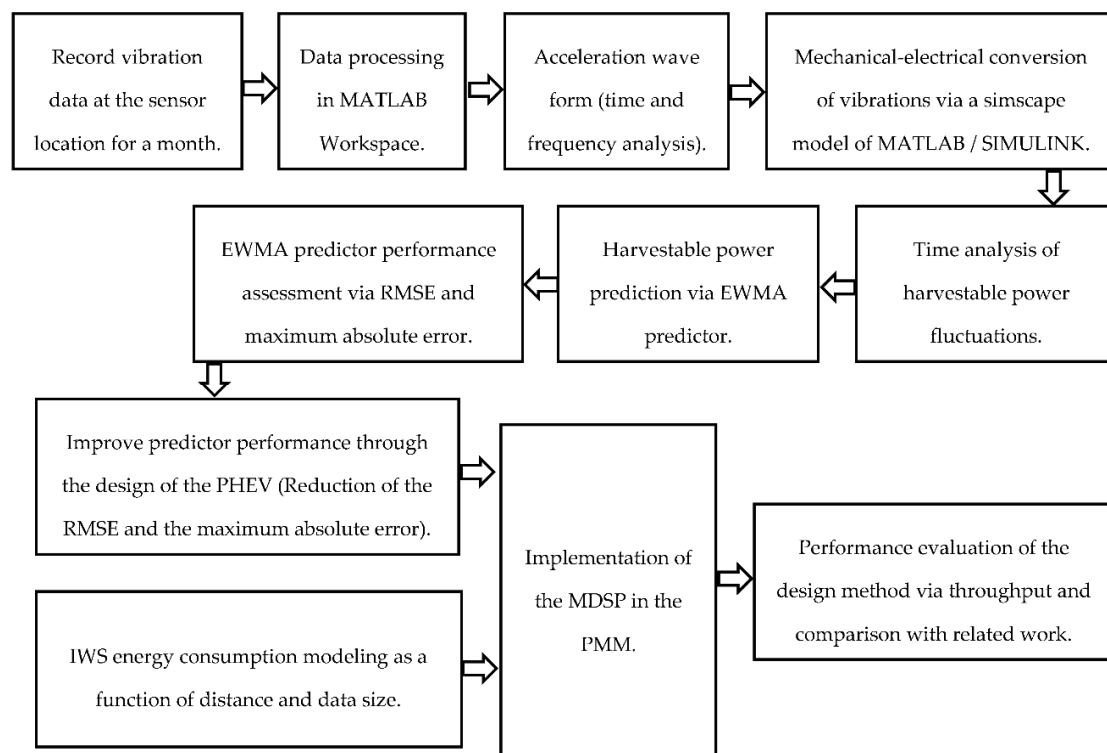 Record vibration
data at the sensor
location for a month.
Data processing
in MATLAB
Workspace.
Acceleration wave
form (time and
frequency analysis).
Mechanical-electrical conversion
of vibrations via a simscape
model of MATLAB / SIMULINK.
Time analysis of
harvestable power
fluctuations.
Harvestable power
prediction via EWMA
predictor.
EWMA predictor performance
assessment via RMSE and
maximum absolute error.
Improve predictor performance through
the design of the PHEV (Reduction of the
RMSE and the maximum absolute error).
IWS energy consumption modeling as a
function of distance and data size.
Implementation of
the MDSP in the
PMM.
Performance evaluation of the
design method via throughput and
comparison with related work.